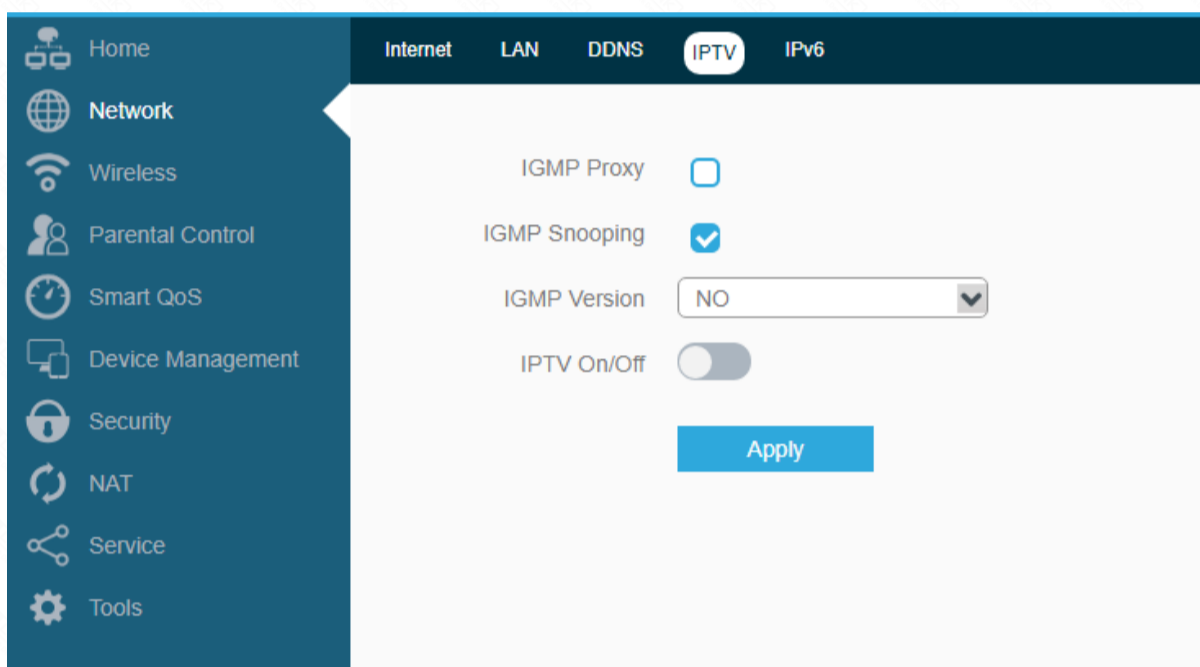 Home
Internet LAN DDNS IPTV IPv6
Network
Wireless
Parental Control
Smart QoS
Device Management
Security
NAT
Service
Tools
IGMP Proxy
IGMP Snooping
IGMP Version NO
IPTV On/Off
Apply